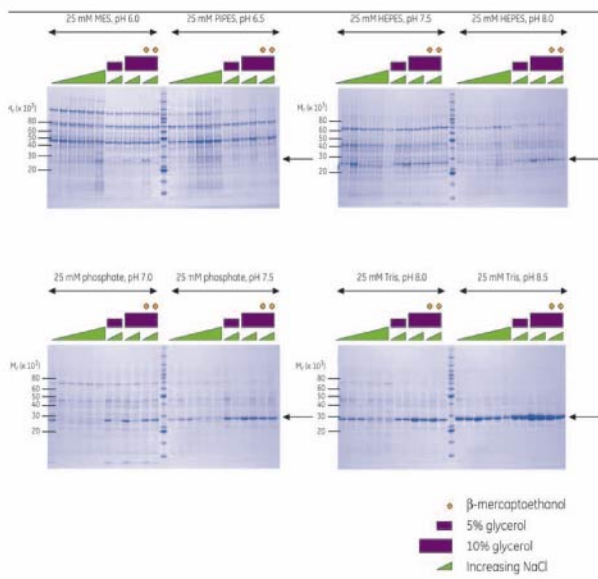 25 mM MES, pH 6.0
25 mM PIPES, pH 6.5
25 mM HEPES, pH 7.5
25 mM HEPES, pH 8.0
Mr (x 10³)
80
60
50
40
30
20
Mr (x 10³)
80
60
50
40
30
20
25 mM phosphate, pH 7.0
25 mM phosphate, pH 7.5
25 mM Tris, pH 8.0
25 mM Tris, pH 8.5
Mr (x 10³)
80
60
50
40
30
20
Mr (x 10³)
80
60
50
40
30
20
β-mercaptoethanol
5% glycerol
10% glycerol
Increasing NaCl